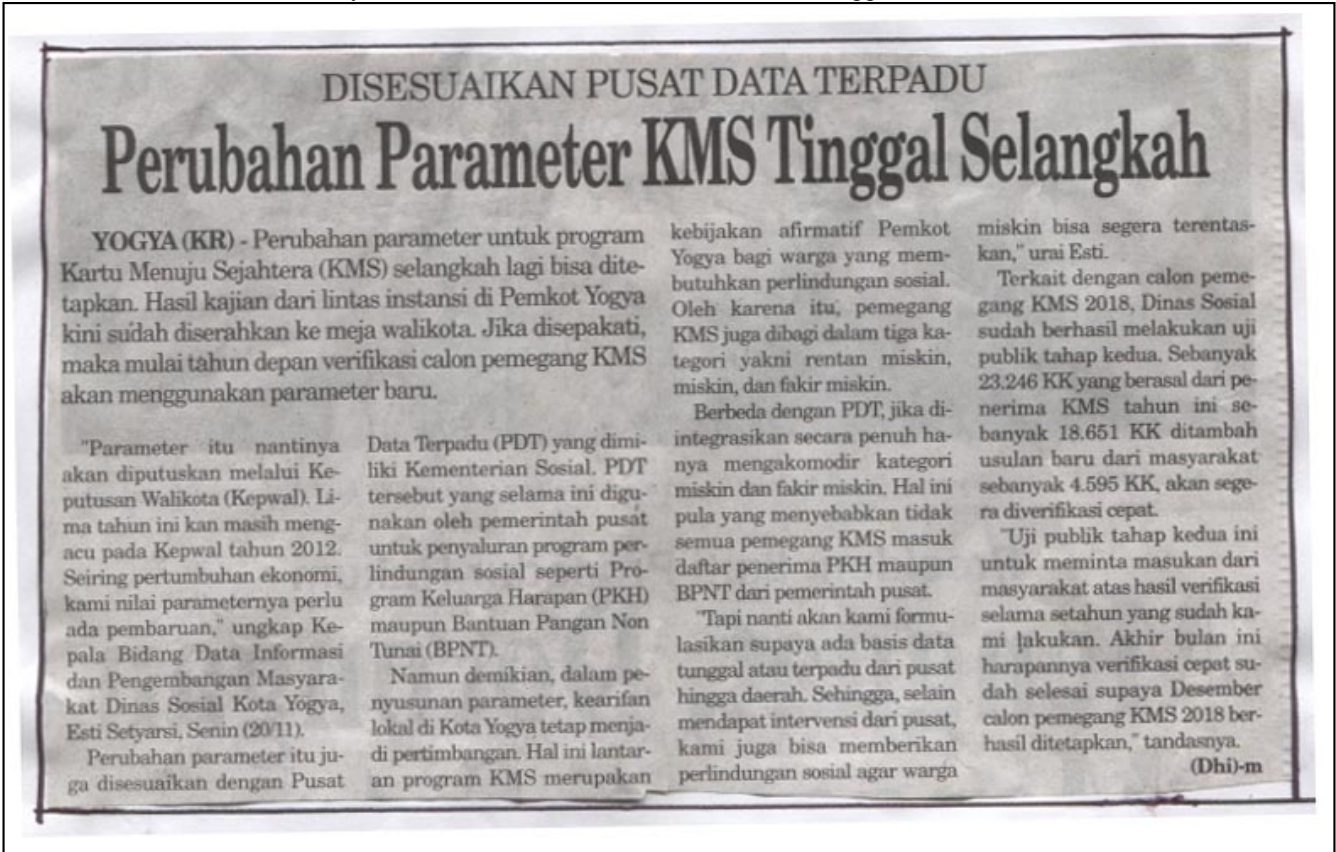 DISESUAIKAN PUSAT DATA TERPADU
Perubahan Parameter KMS Tinggal Selangkah
YOGYA (KR) - Perubahan parameter untuk program
Kartu Menuju Sejahtera (KMS) selangkah lagi bisa dite-
tapkan. Hasil kajian dari lintas instansi di Pemkot Yogya
kini sudah diserahkan ke meja walikota. Jika disepakati,
maka mulai tahun depan verifikasi calon pemegang KMS
akan menggunakan parameter baru.
"Parameter itu nantinya
akan diputuskan melalui Ke-
putusan Walikota (Kepwal). Li-
ma tahun ini kan masih meng-
acu pada Kepwal tahun 2012.
Seiring pertumbuhan ekonomi,
kami nilai parameternya perlu
ada pembaruan," ungkap Ke-
pala Bidang Data Informasi
dan Pengembangan Masyara-
kat Dinas Sosial Kota Yogya,
Esti Setyarsi, Senin (20/11).
Perubahan parameter itu ju-
ga disesuaikan dengan Pusat
Data Terpadu (PDT) yang dimi-
liki Kementerian Sosial. PDT
tersebut yang selama ini digu-
nakan oleh pemerintah pusat
untuk penyaluran program per-
lindungan sosial seperti Pro-
gram Keluarga Harapan (PKH)
maupun Bantuan Pangan Non
Tunai (BPNT).
Namun demikian, dalam pe-
nyusunan parameter, kearifan
lokal di Kota Yogya tetap menja-
di pertimbangan. Hal ini lantar-
an program KMS merupakan
kebijakan afirmatif Pemkot
Yogya bagi warga yang mem-
butuhkan perlindungan sosial.
Oleh karena itu, pemegang
KMS juga dibagi dalam tiga ka-
tegori yakni rentan miskin,
miskin, dan fakir miskin.
Berbeda dengan PDT, jika di-
integrasikan secara penuh ha-
nya mengakomodir kategori
miskin dan fakir miskin. Hal ini
pula yang menyebabkan tidak
semua pemegang KMS masuk
daftar penerima PKH maupun
BPNT dari pemerintah pusat.
"Tapi nanti akan kami formu-
lasikan supaya ada basis data
tunggal atau terpadu dari pusat
hingga daerah. Sehingga, selain
mendapat intervensi dari pusat,
kami juga bisa memberikan
perlindungan sosial agar warga
miskin bisa segera terentas-
kan," urai Esti.
Terkait dengan calon peme-
gang KMS 2018, Dinas Sosial
sudah berhasil melakukan uji
publik tahap kedua. Sebanyak
23.246 KK yang berasal dari pe-
nerima KMS tahun ini se-
banyak 18.651 KK ditambah
usulan baru dari masyarakat
sebanyak 4.595 KK, akan sege-
ra diverifikasi cepat.
"Uji publik tahap kedua ini
untuk meminta masukan dari
masyarakat atas hasil verifikasi
selama setahun yang sudah ka-
mi lakukan. Akhir bulan ini
harapannya verifikasi cepat su-
dah selesai supaya Desember
calon pemegang KMS 2018 ber-
hasil ditetapkan," tandasnya.
(Dhi)-m